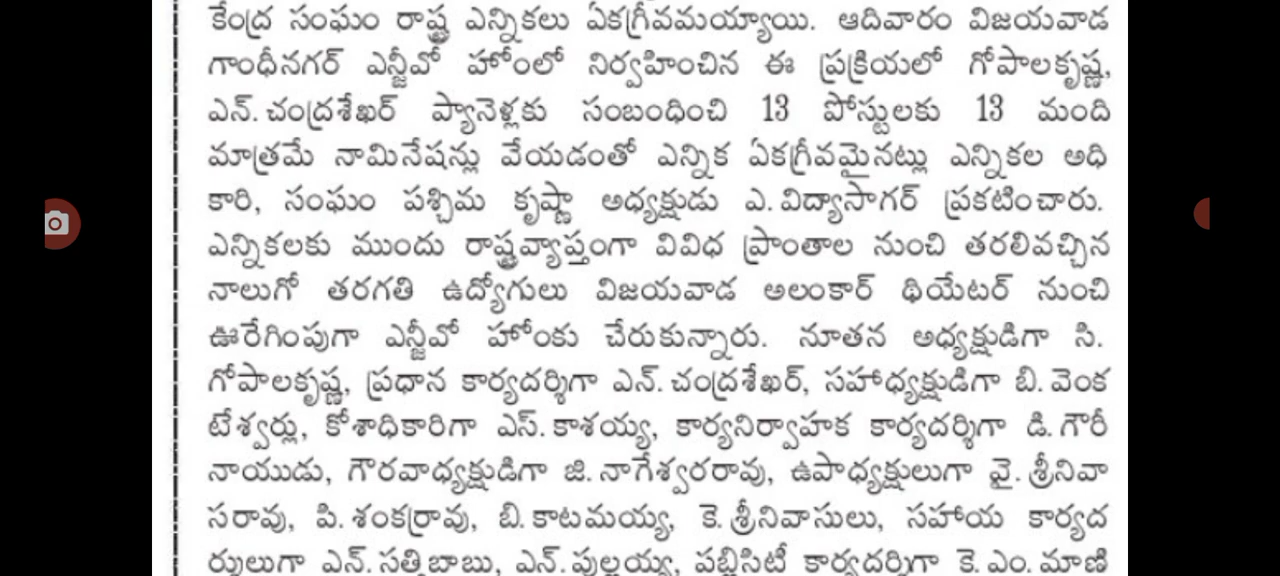 కేంద్ర సంఘం రాష్ట్ర ఎన్నికలు ఏకగ్రీవమయ్యాయి. ఆదివారం విజయవాడ
గాంధీనగర్ ఎన్జీవో హోంలో నిర్వహించిన ఈ ప్రక్రియలో గోపాలకృష్ణ,
ఎన్.చంద్రశేఖర్ ప్యానెళ్లకు సంబంధించి 13 పోస్టులకు 13 మంది
మాత్రమే నామినేషన్లు వేయడంతో ఎన్నిక ఏకగ్రీవమైనట్లు ఎన్నికల అధి
కారి, సంఘం పశ్చిమ కృష్ణా అధ్యక్షుడు ఎ.విద్యాసాగర్ ప్రకటించారు.
ఎన్నికలకు ముందు రాష్ట్రవ్యాప్తంగా వివిధ ప్రాంతాల నుంచి తరలివచ్చిన
నాలుగో తరగతి ఉద్యోగులు విజయవాడ అలంకార్ థియేటర్ నుంచి
ఊరేగింపుగా ఎన్జీవో హోంకు చేరుకున్నారు. నూతన అధ్యక్షుడిగా సి.
గోపాలకృష్ణ, ప్రధాన కార్యదర్శిగా ఎన్.చంద్రశేఖర్, సహాధ్యక్షుడిగా బి.వెంక
టేశ్వర్లు, కోశాధికారిగా ఎస్.కాశయ్య, కార్యనిర్వాహక కార్యదర్శిగా డి.గౌరీ
నాయుడు, గౌరవాధ్యక్షుడిగా జి.నాగేశ్వరరావు, ఉపాధ్యక్షులుగా వై.శ్రీనివా
సరావు, పి.శంకర్రావు, బి.కాటమయ్య, కె.శ్రీనివాసులు, సహాయ కార్యద
ర్శులుగా ఎన్.సత్తిబాబు, ఎన్.పుల్లయ్య, పబ్లిసిటీ కార్యదర్శిగా కె.ఎం.మాణి